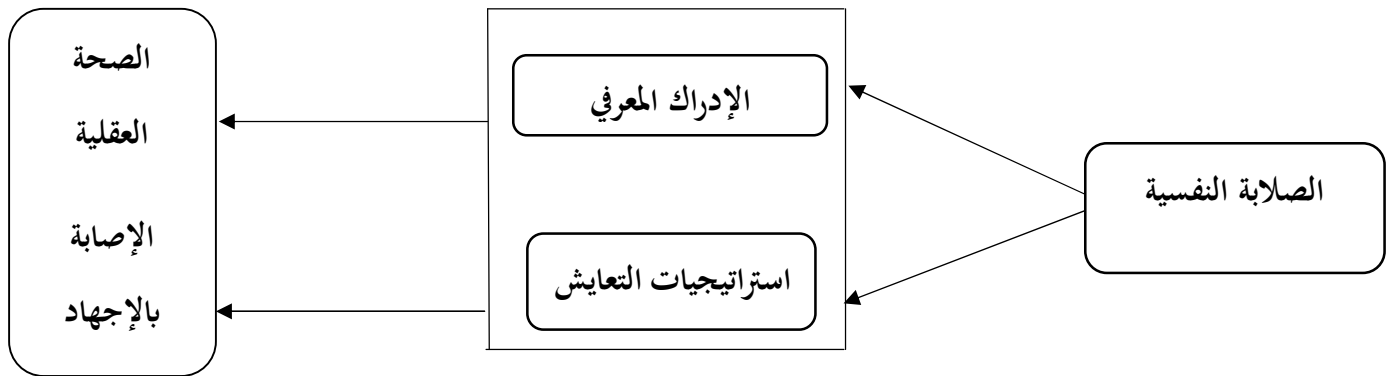 الصلابة النفسية
الإدراك المعرفي
استراتيجيات التعايش
الصحة
العقلية
الإصابة
بالإجهاد